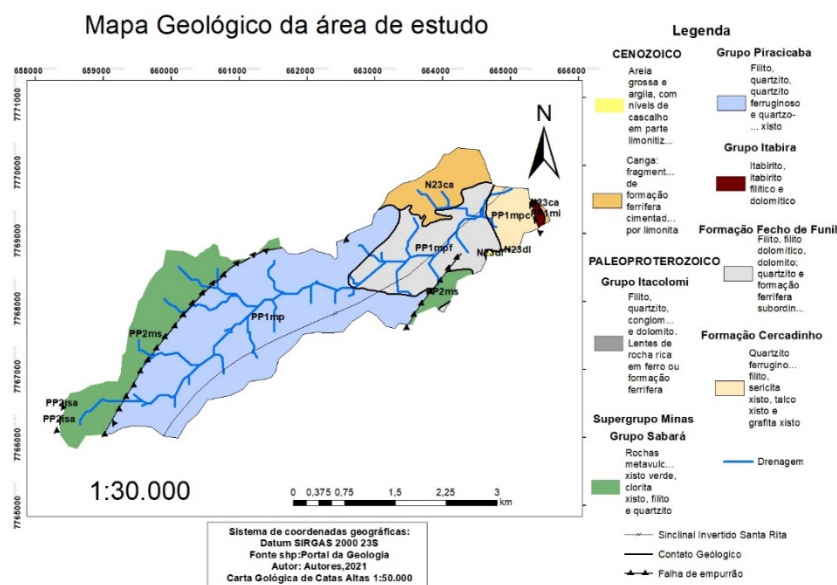 Mapa Geológico da área de estudo
658000 659000 660000 661000 662000 663000 664000 665000 666000
7771000
7770000
7769000
7768000
7767000
7766000
7765000
N
N23ca
N23ca
PP1mpc
PP1mi
PP1mpf
N23dl
N23dl
PP2ms
PP2ms
PP1mp
PP2isa
PP2isa
1:30.000
0 0,375 0,75 1,5 2,25 3
km
Sistema de coordenadas geográficas:
Datum SIRGAS 2000 23S
Fonte shp:Portal da Geologia
Autor: Autores,2021
Carta Gológica de Catas Altas 1:50.000
Legenda
CENOZOICO
Areia
grossa e
argila, com
níveis de
cascalho
em parte
limonitiz...
Canga:
fragment...
de
formação
ferrífera
cimentad...
por limonita
PALEOPROTEROZOICO
Grupo Itacolomi
Filito,
quartzito,
conglom...
e dolomito.
Lentes de
rocha rica
em ferro ou
formação
ferrífera
Supergrupo Minas
Grupo Sabará
Rochas
metavulc...
xisto verde,
clorita
xisto, filito
e quartzito
Grupo Piracicaba
Filito,
quartzito,
quartzito
ferruginoso
e quartzo-
... xisto
Grupo Itabira
Itabirito,
itabirito
filítico e
dolomítico
Formação Fecho de Funil
Filito, filito
dolomítico,
dolomito;
quartzito e
formação
ferrífera
subordin...
Formação Cercadinho
Quartzito
ferrugino...
filito,
sericita
xisto, talco
xisto e
grafita xisto
Drenagem
Sinclinal Invertido Santa Rita
Contato Geológico
Falha de empurrão